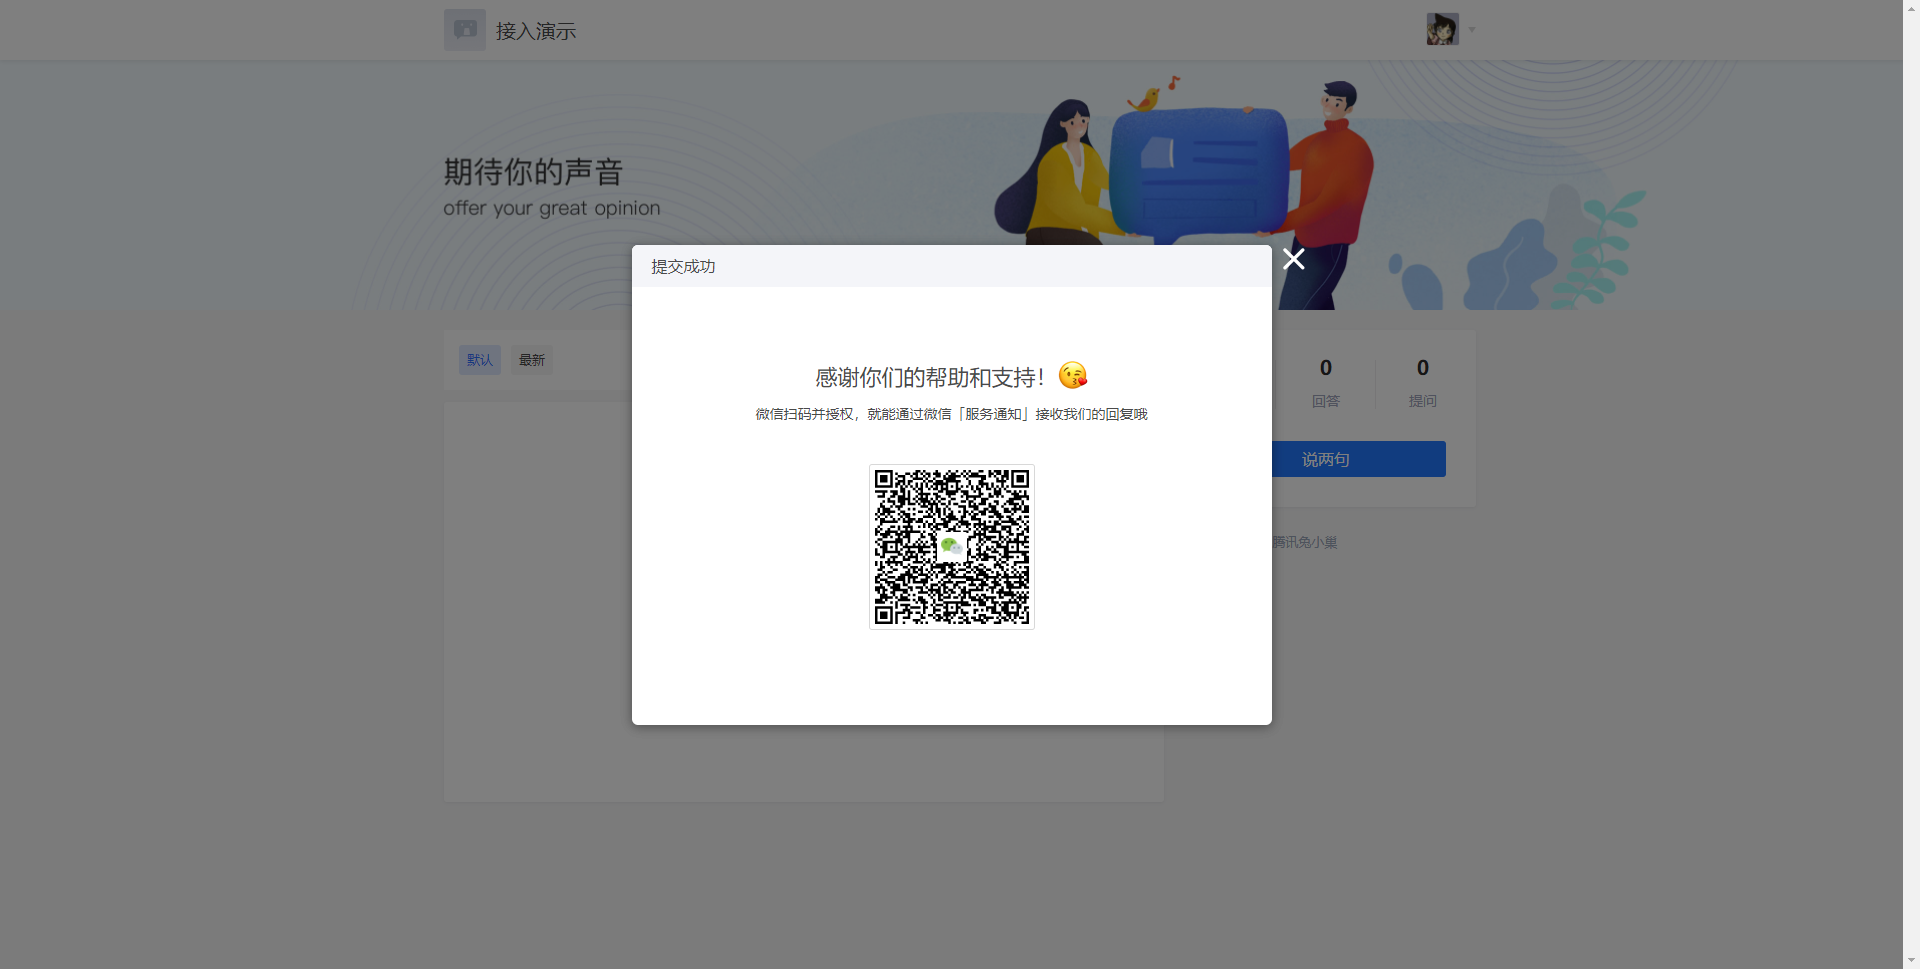 接入演示
期待你的声音
offer your great opinion
提交成功
感谢你们的帮助和支持！😘
微信扫码并授权，就能通过微信「服务通知」接收我们的回复哦
默认 最新
0 0
回答 提问
说两句
腾讯兔小巢